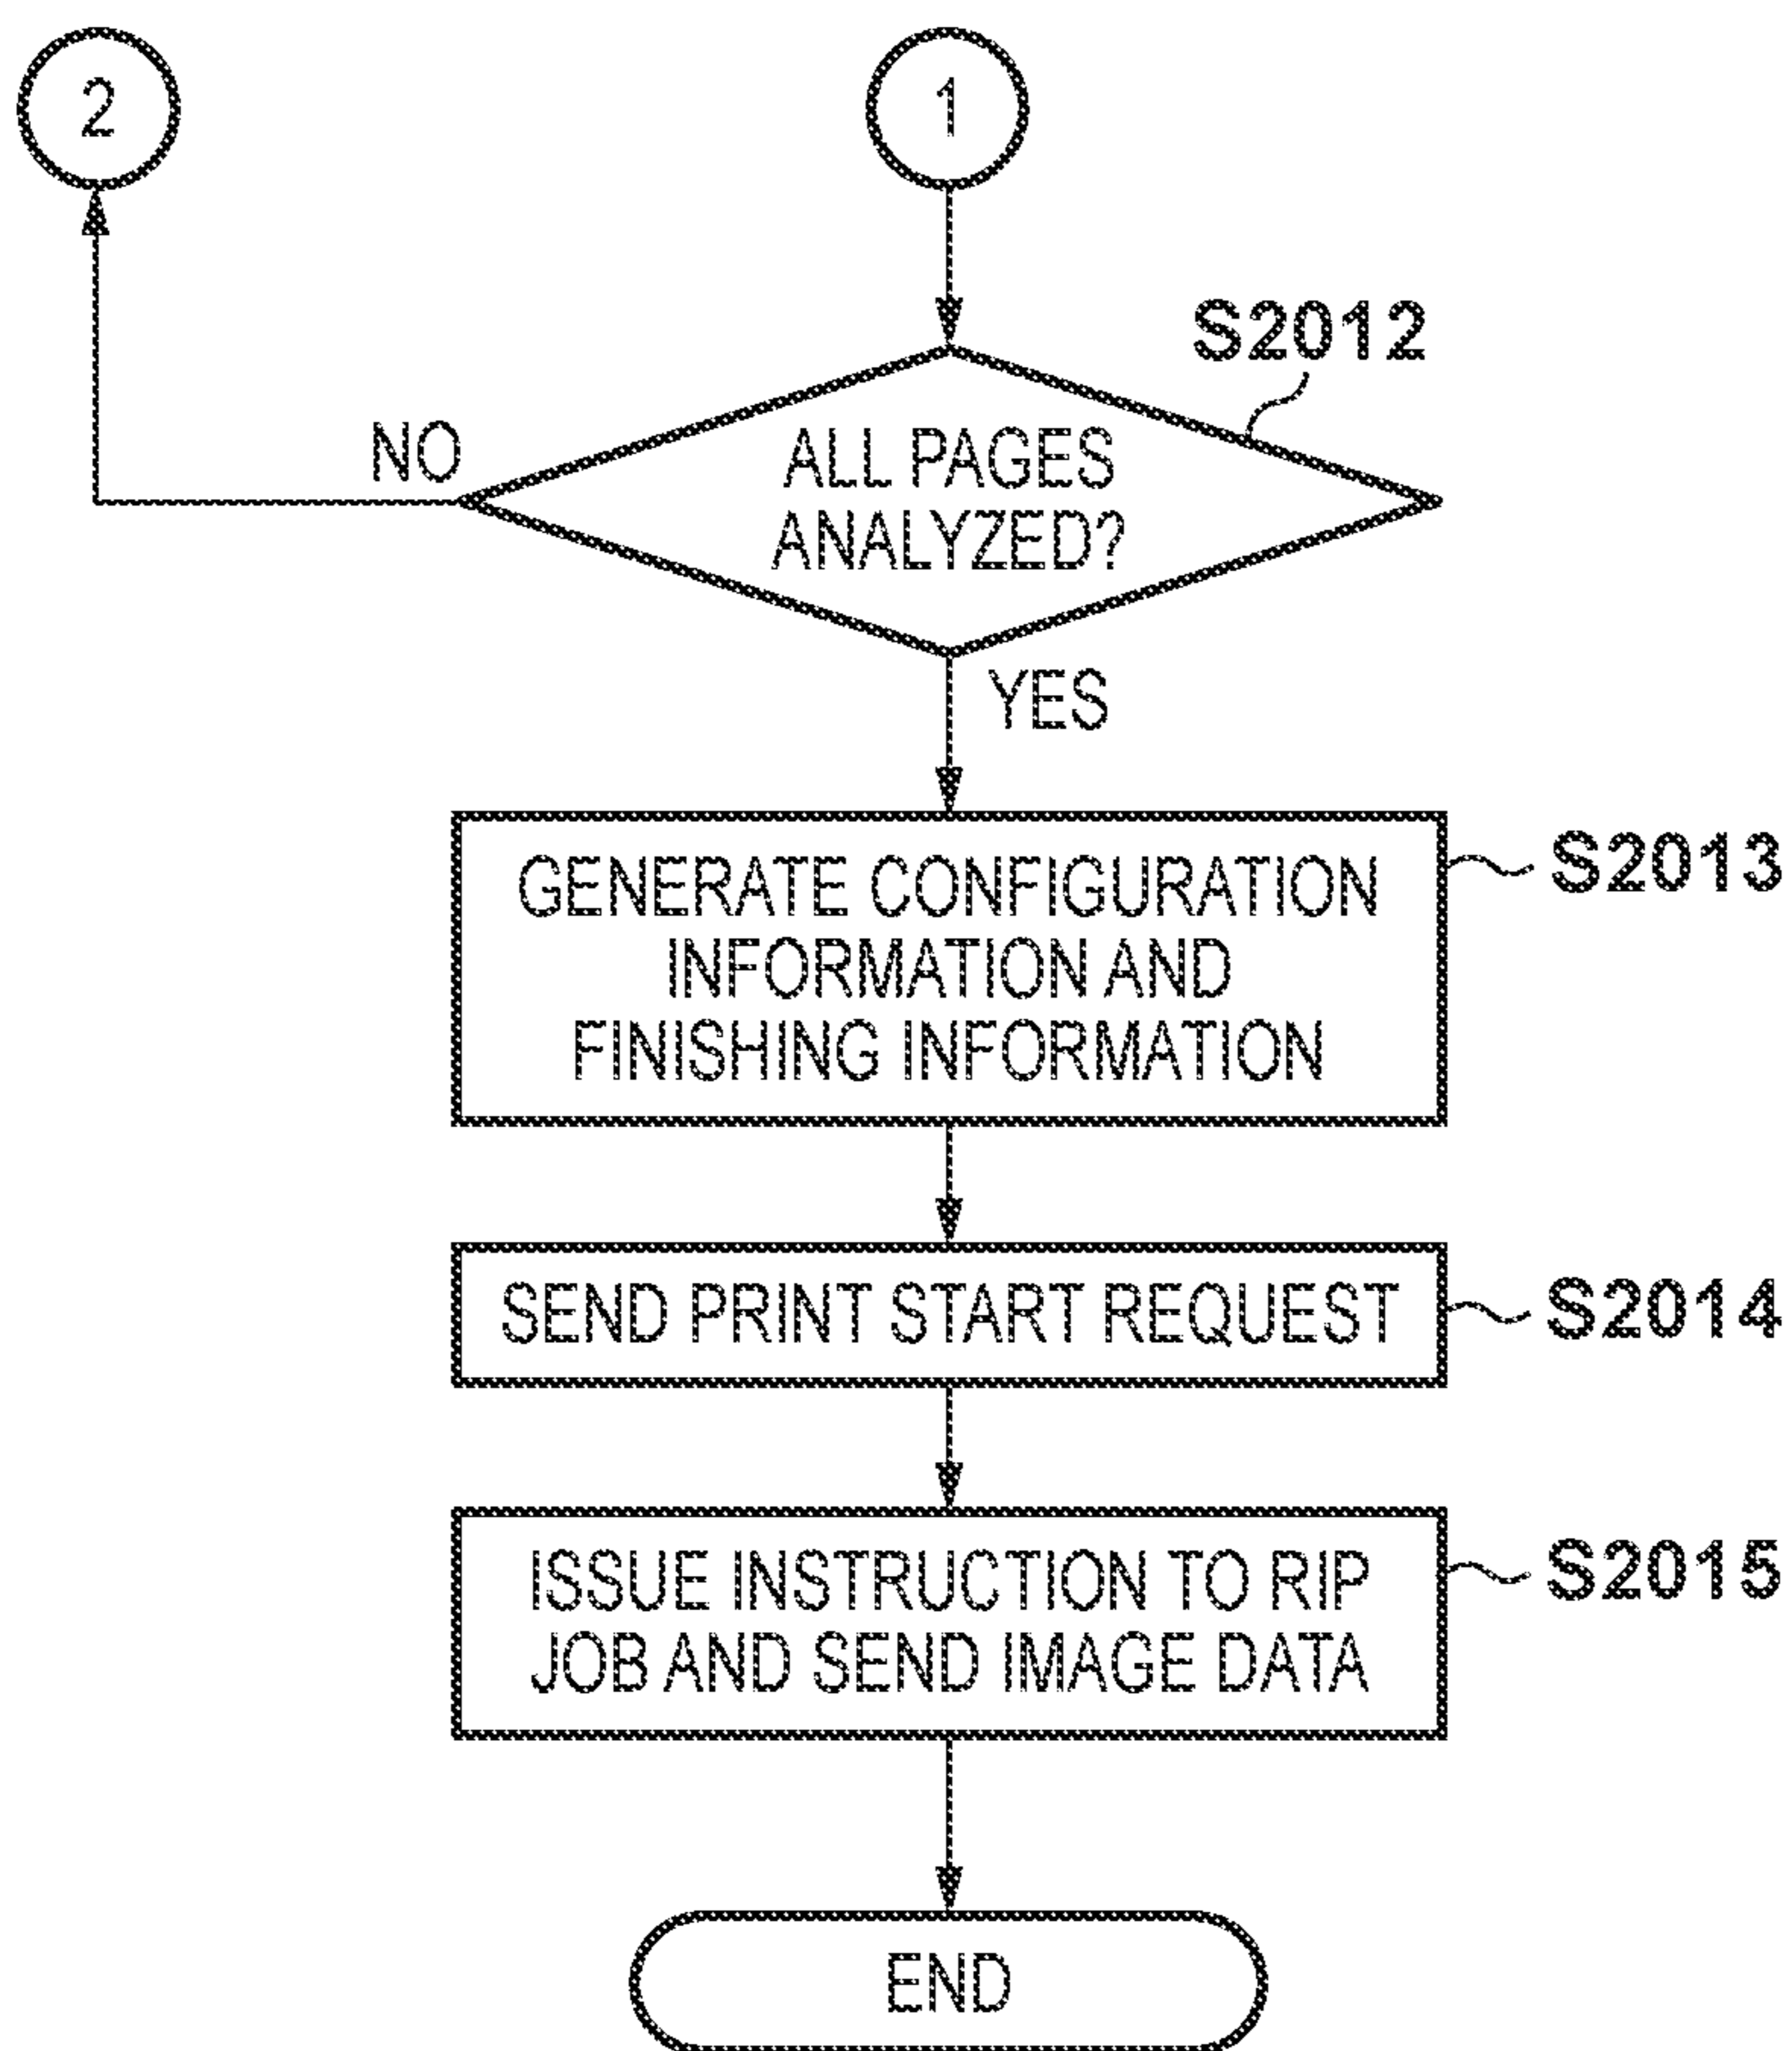 2
1
S2012
NO
ALL PAGES
ANALYZED?
YES
GENERATE CONFIGURATION
INFORMATION AND
FINISHING INFORMATION
S2013
SEND PRINT START REQUEST
S2014
ISSUE INSTRUCTION TO RIP
JOB AND SEND IMAGE DATA
S2015
END